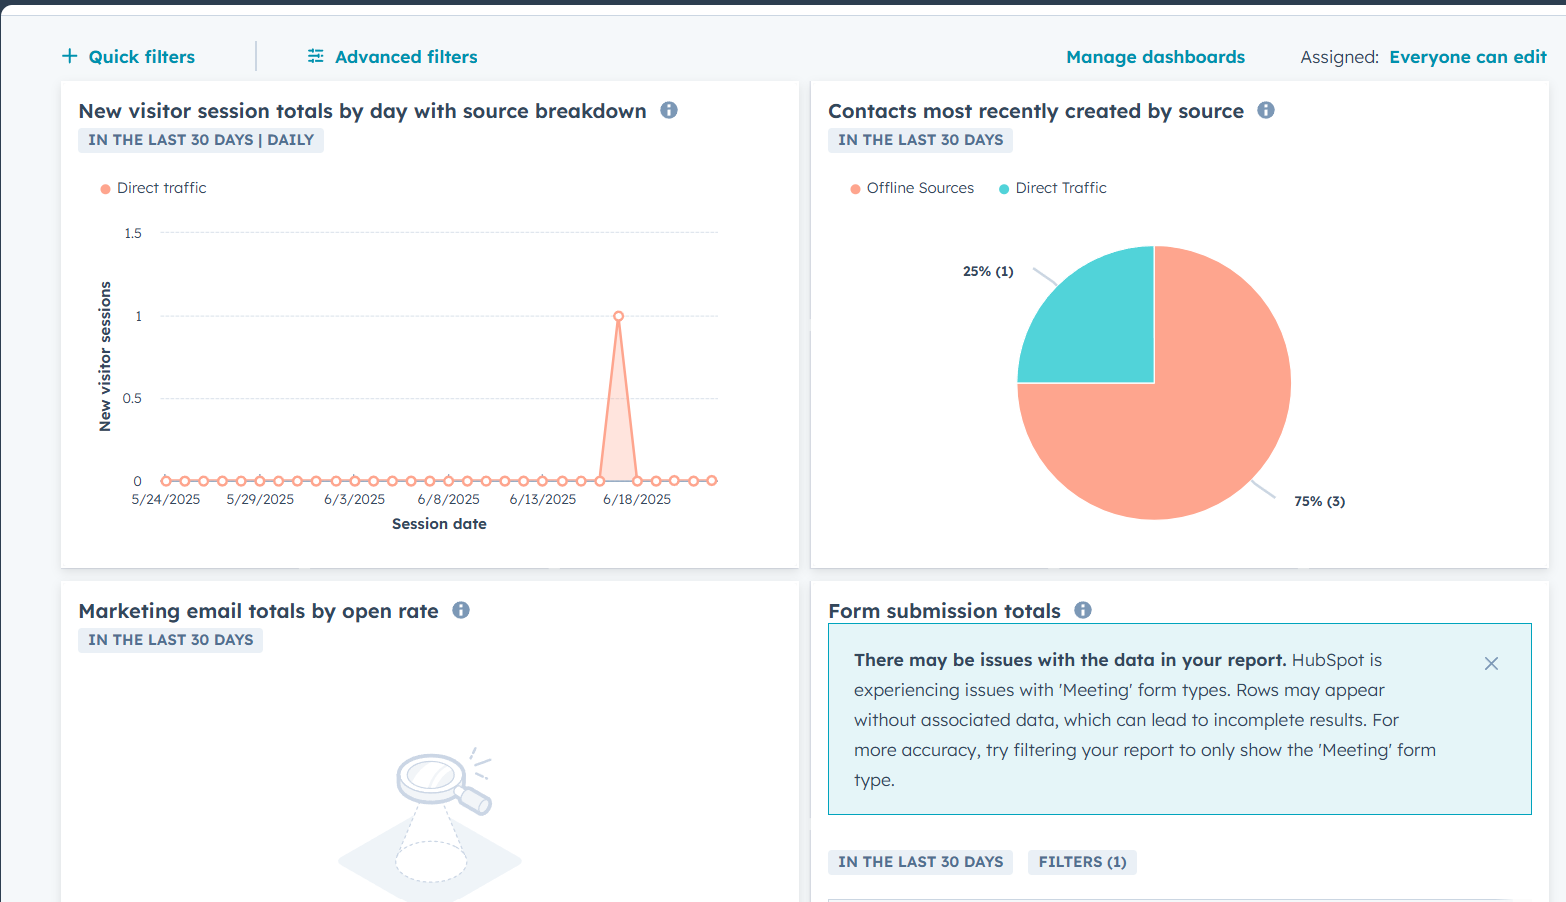 Quick filters
Advanced filters
Manage dashboards
Assigned: Everyone can edit
New visitor session totals by day with source breakdown
IN THE LAST 30 DAYS | DAILY
Direct traffic
1.5
1
0.5
0
New visitor sessions
5/24/2025 5/29/2025 6/3/2025 6/8/2025 6/13/2025 6/18/2025
Session date
Contacts most recently created by source
IN THE LAST 30 DAYS
Offline Sources Direct Traffic
25% (1)
75% (3)
Marketing email totals by open rate
IN THE LAST 30 DAYS
Form submission totals
There may be issues with the data in your report. HubSpot is
experiencing issues with 'Meeting' form types. Rows may appear
without associated data, which can lead to incomplete results. For
more accuracy, try filtering your report to only show the 'Meeting' form
type.
IN THE LAST 30 DAYS FILTERS (1)